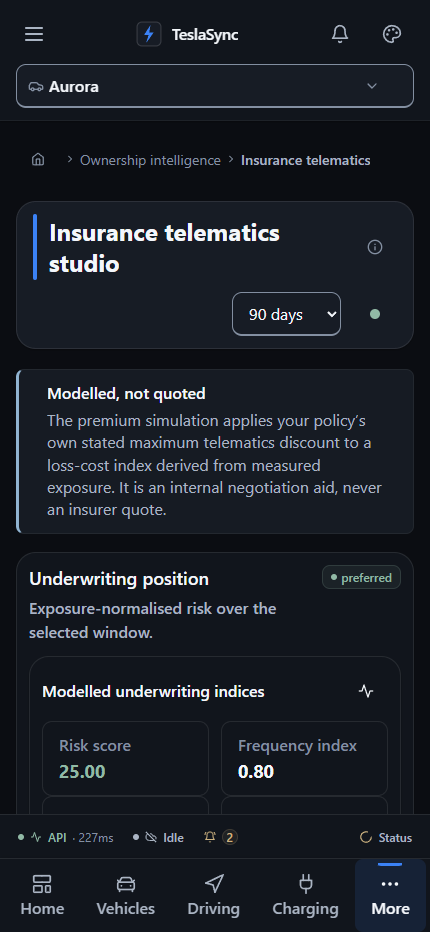 TeslaSync
Aurora
Ownership intelligence
Insurance telematics
Insurance telematics
studio
90 days
Modelled, not quoted
The premium simulation applies your policy's
own stated maximum telematics discount to a
loss-cost index derived from measured
exposure. It is an internal negotiation aid, never
an insurer quote.
Underwriting position
preferred
Exposure-normalised risk over the
selected window.
Modelled underwriting indices
Risk score
25.00
Frequency index
0.80
API · 227ms
Idle
2
Status
Home
Vehicles
Driving
Charging
More